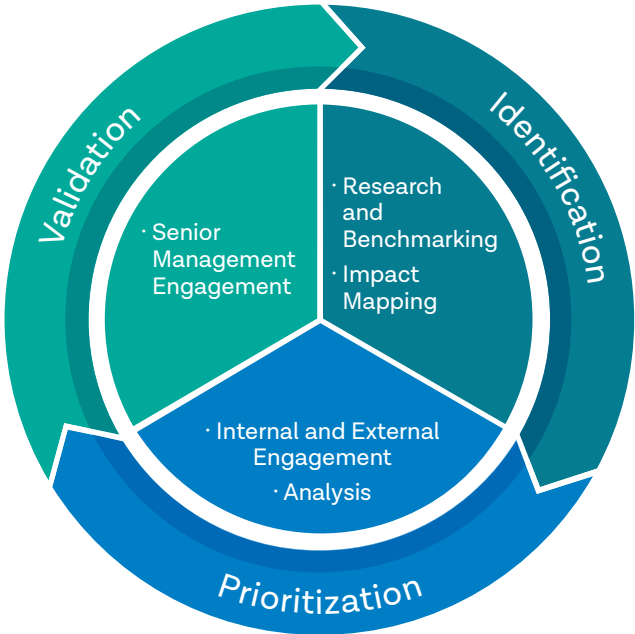 Validation
Identification
· Senior
Management
Engagement
· Research
and
Benchmarking
· Impact
Mapping
· Internal and External
Engagement
· Analysis
Prioritization